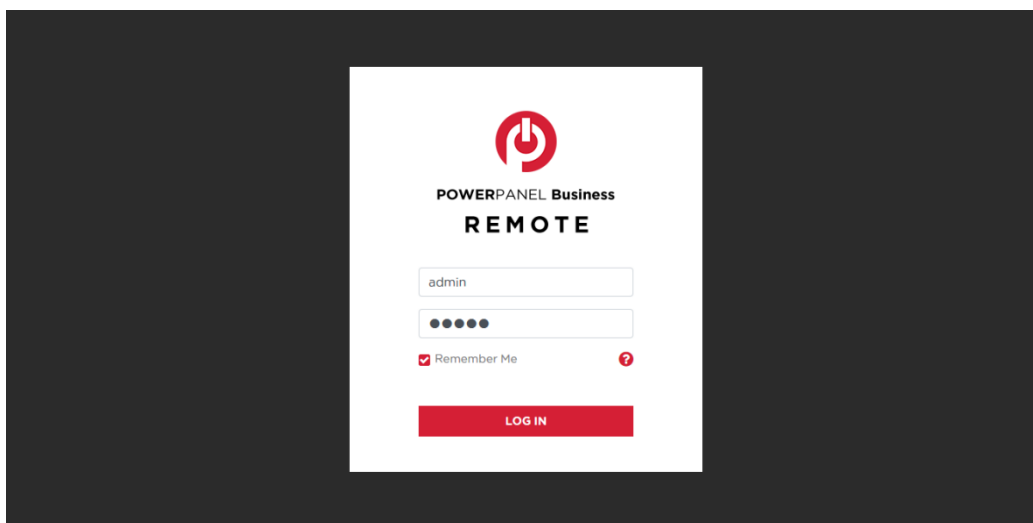 POWERPANEL Business
REMOTE
admin
●●●●●
Remember Me
?
LOG IN